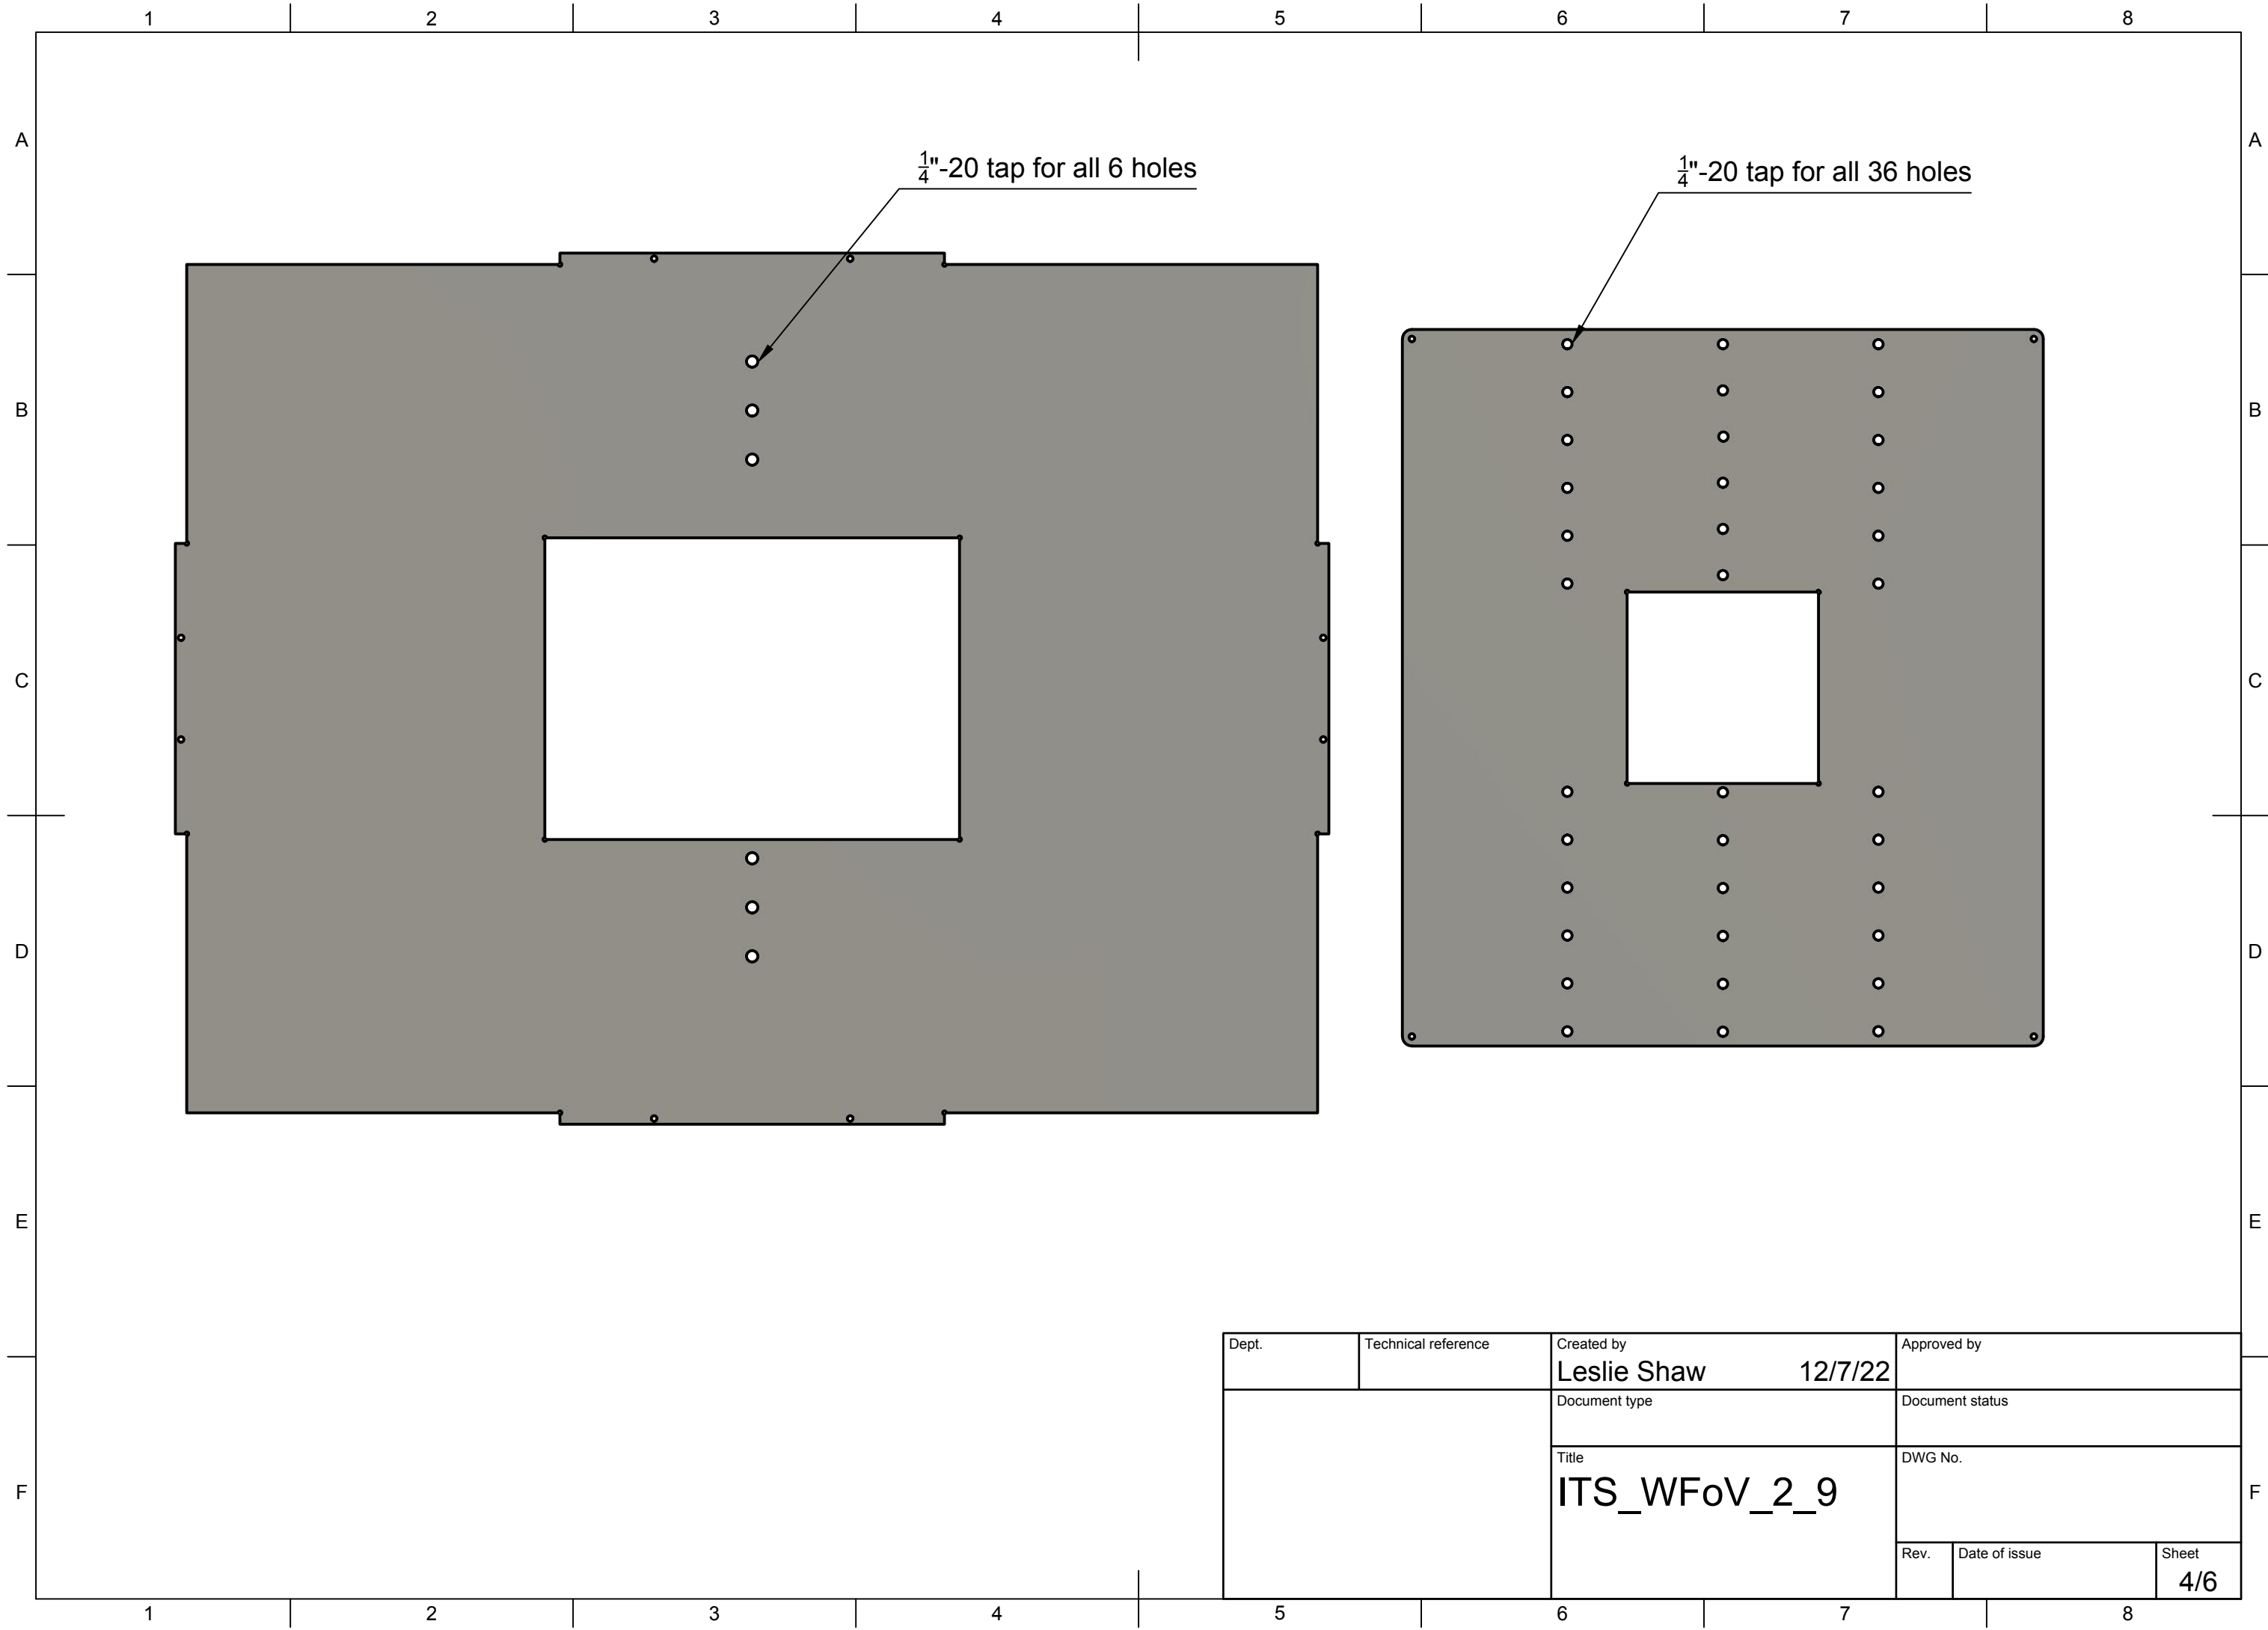 1 2 3 4 5 6 7 8
A A
1/4"-20 tap for all 6 holes
1/4"-20 tap for all 36 holes
B B
C C
D D
E E
Dept.
Technical reference
Created by
Leslie Shaw 12/7/22
Approved by
Document type
Document status
Title
ITS_WFoV_2_9
DWG No.
F F
Rev.
Date of issue
Sheet
4/6
1 2 3 4 5 6 7 8